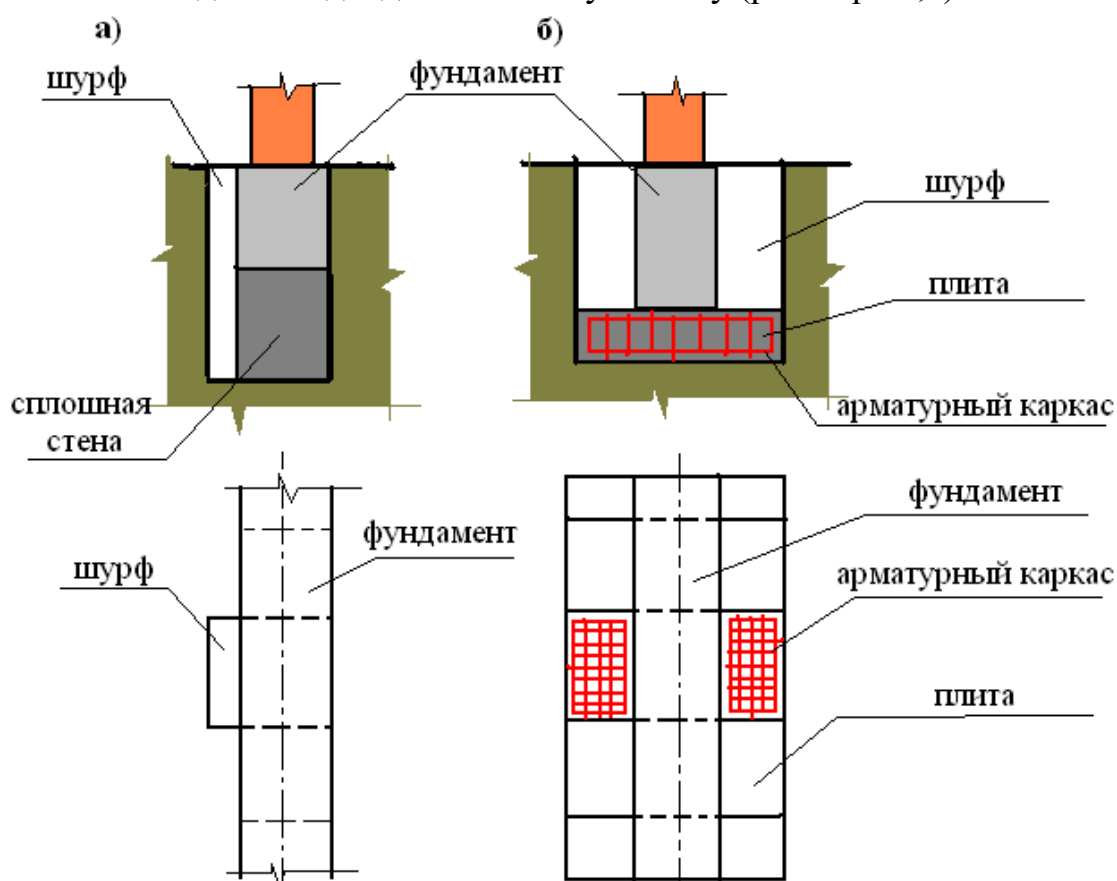 а)
б)
шурф
фундамент
шурф
плита
арматурный каркас
сплошная
стена
фундамент
шурф
фундамент
арматурный каркас
плита